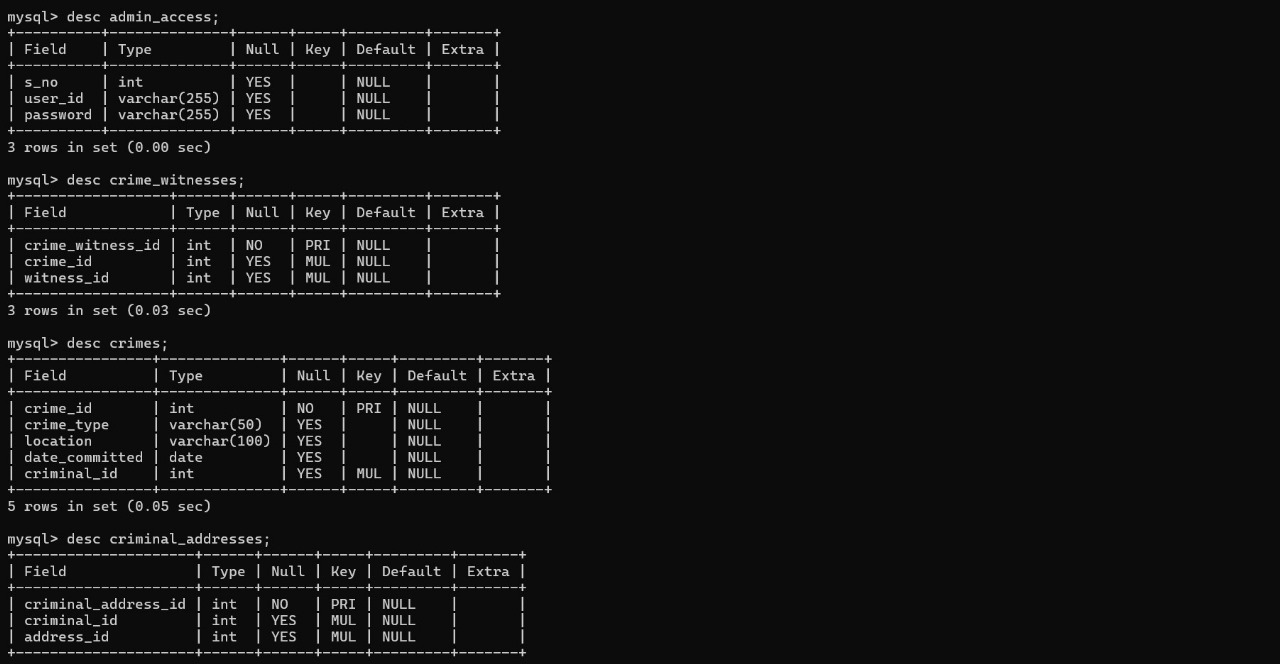 mysql> desc admin_access;
+----------+--------------+------+-----+---------+-------+
| Field    | Type         | Null | Key | Default | Extra |
+----------+--------------+------+-----+---------+-------+
| s_no     | int          | YES  |     | NULL    |       |
| user_id  | varchar(255) | YES  |     | NULL    |       |
| password | varchar(255) | YES  |     | NULL    |       |
+----------+--------------+------+-----+---------+-------+
3 rows in set (0.00 sec)

mysql> desc crime_witnesses;
+------------------+------+------+-----+---------+-------+
| Field            | Type | Null | Key | Default | Extra |
+------------------+------+------+-----+---------+-------+
| crime_witness_id | int  | NO   | PRI | NULL    |       |
| crime_id         | int  | YES  | MUL | NULL    |       |
| witness_id       | int  | YES  | MUL | NULL    |       |
+------------------+------+------+-----+---------+-------+
3 rows in set (0.03 sec)

mysql> desc crimes;
+----------------+--------------+------+-----+---------+-------+
| Field          | Type         | Null | Key | Default | Extra |
+----------------+--------------+------+-----+---------+-------+
| crime_id       | int          | NO   | PRI | NULL    |       |
| crime_type     | varchar(50)  | YES  |     | NULL    |       |
| location       | varchar(100) | YES  |     | NULL    |       |
| date_committed | date         | YES  |     | NULL    |       |
| criminal_id    | int          | YES  | MUL | NULL    |       |
+----------------+--------------+------+-----+---------+-------+
5 rows in set (0.05 sec)

mysql> desc criminal_addresses;
+---------------------+------+------+-----+---------+-------+
| Field               | Type | Null | Key | Default | Extra |
+---------------------+------+------+-----+---------+-------+
| criminal_address_id | int  | NO   | PRI | NULL    |       |
| criminal_id         | int  | YES  | MUL | NULL    |       |
| address_id          | int  | YES  | MUL | NULL    |       |
+---------------------+------+------+-----+---------+-------+